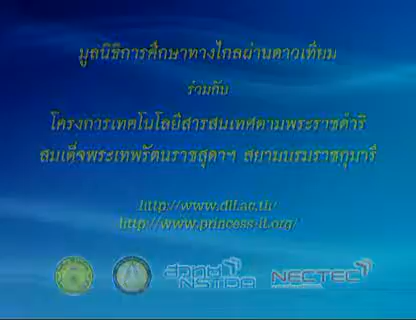 มูลนิธิการศึกษาทางไกลผ่านดาวเทียม
ร่วมกับ
โครงการเทคโนโลยีสารสนเทศตามพระราชดำริ
สมเด็จพระเทพรัตนราชสุดาฯ สยามบรมราชกุมารี
http://www.dlf.ac.th/
http://www.princess-it.org/
สวทช
NSTDA
NECTEC